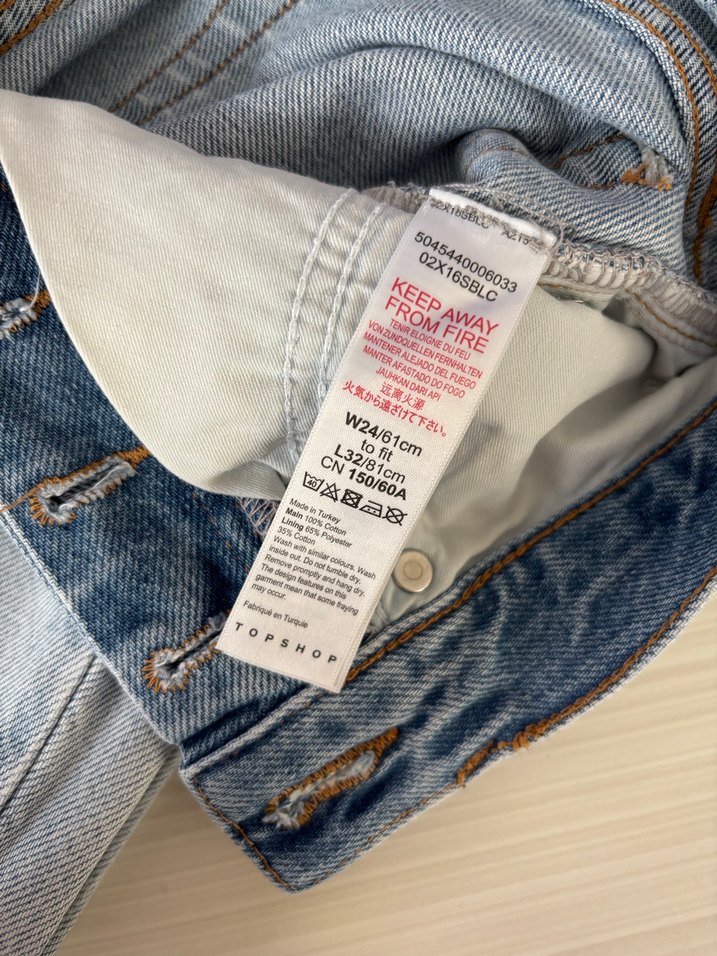 02X16SBLC A215
5045440006033
02X16SBLC
KEEP AWAY
FROM FIRE
TENIR ELOIGNE DU FEU
VON ZUNDQUELLEN FERNHALTEN
MANTENER ALEJADO DEL FUEGO
MANTER AFASTADO DO FOGO
JAUHKAN DARI API
远离火源
火気から遠ざけて下さい。
W24/61cm
to fit
L32/81cm
CN 150/60A
40
Made in Turkey
Main 100% Cotton
Lining 65% Polyester
35% Cotton
Wash with similar colours. Wash
inside out. Do not tumble dry.
Remove promptly and hang dry.
The design features on this
garment mean that some fraying
may occur.
Fabriqué en Turquie
TOPSHOP